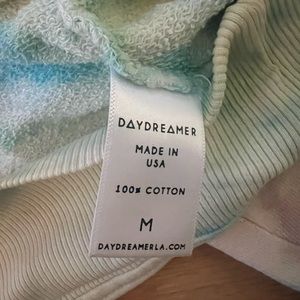 DAYDREAMER
MADE IN
USA
100% COTTON
M
DAYDREAMERLA.COM